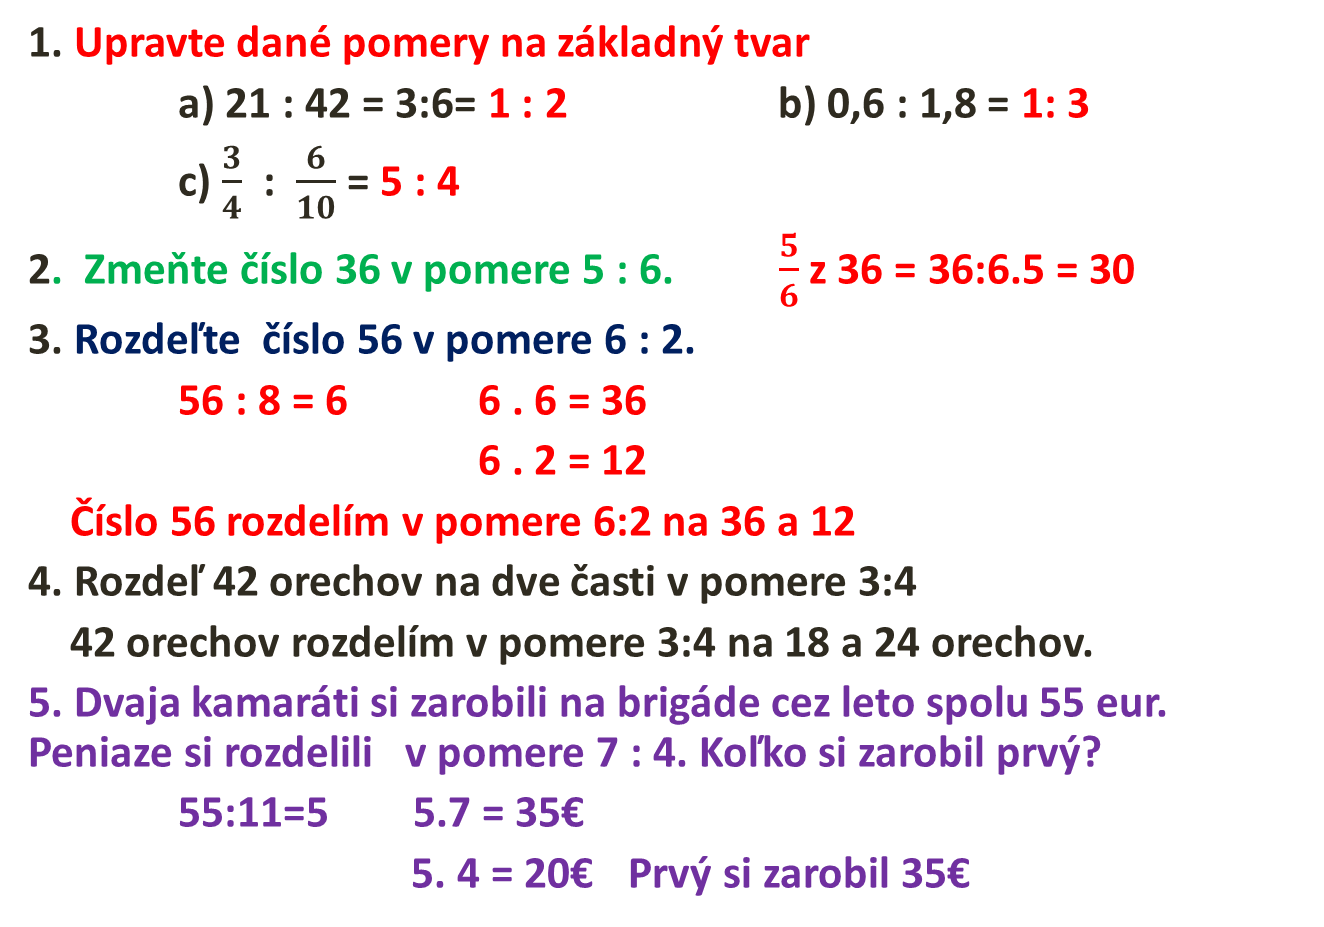 1. Upravte dané pomery na základný tvar
a) 21 : 42 = 3:6= 1 : 2 b) 0,6 : 1,8 = 1: 3
c) 3/4 : 6/10 = 5 : 4
2. Zmeňte číslo 36 v pomere 5 : 6. 5/6 z 36 = 36:6.5 = 30
3. Rozdeľte číslo 56 v pomere 6 : 2.
56 : 8 = 6 6 . 6 = 36
6 . 2 = 12
Číslo 56 rozdelím v pomere 6:2 na 36 a 12
4. Rozdeľ 42 orechov na dve časti v pomere 3:4
42 orechov rozdelím v pomere 3:4 na 18 a 24 orechov.
5. Dvaja kamaráti si zarobili na brigáde cez leto spolu 55 eur.
Peniaze si rozdelili v pomere 7 : 4. Koľko si zarobil prvý?
55:11=5 5.7 = 35€
5. 4 = 20€ Prvý si zarobil 35€